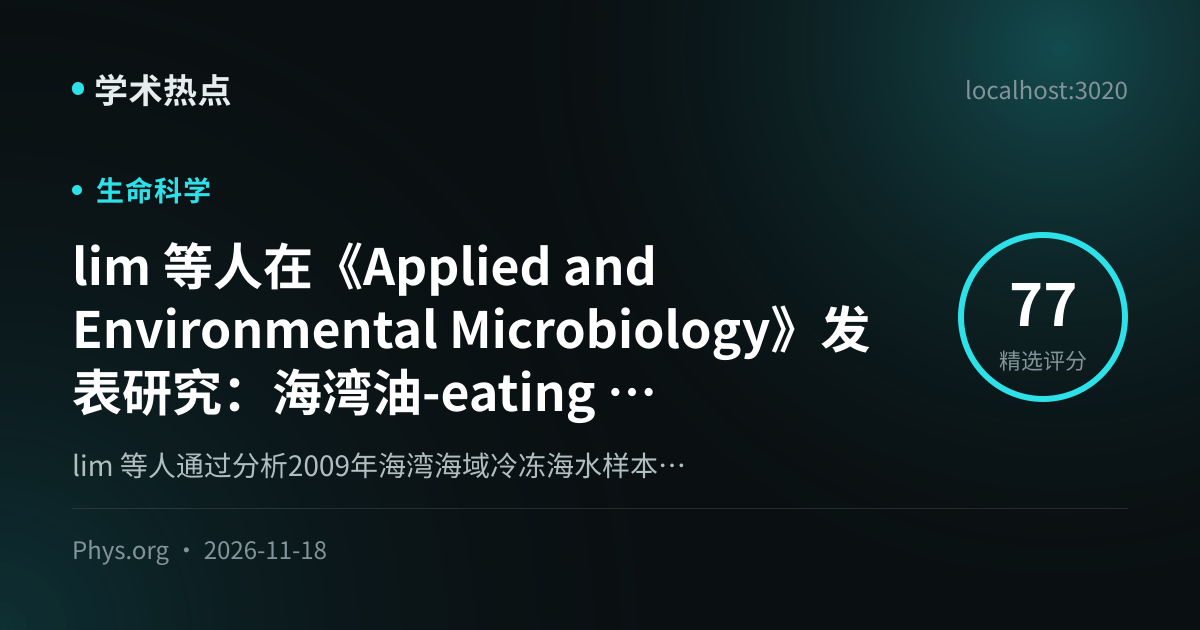 学术热点
localhost:3020
生命科学
lim 等人在《Applied and
Environmental Microbiology》发
表研究：海湾油-eating …
77
精选评分
lim 等人通过分析2009年海湾海域冷冻海水样本…
Phys.org · 2026-11-18